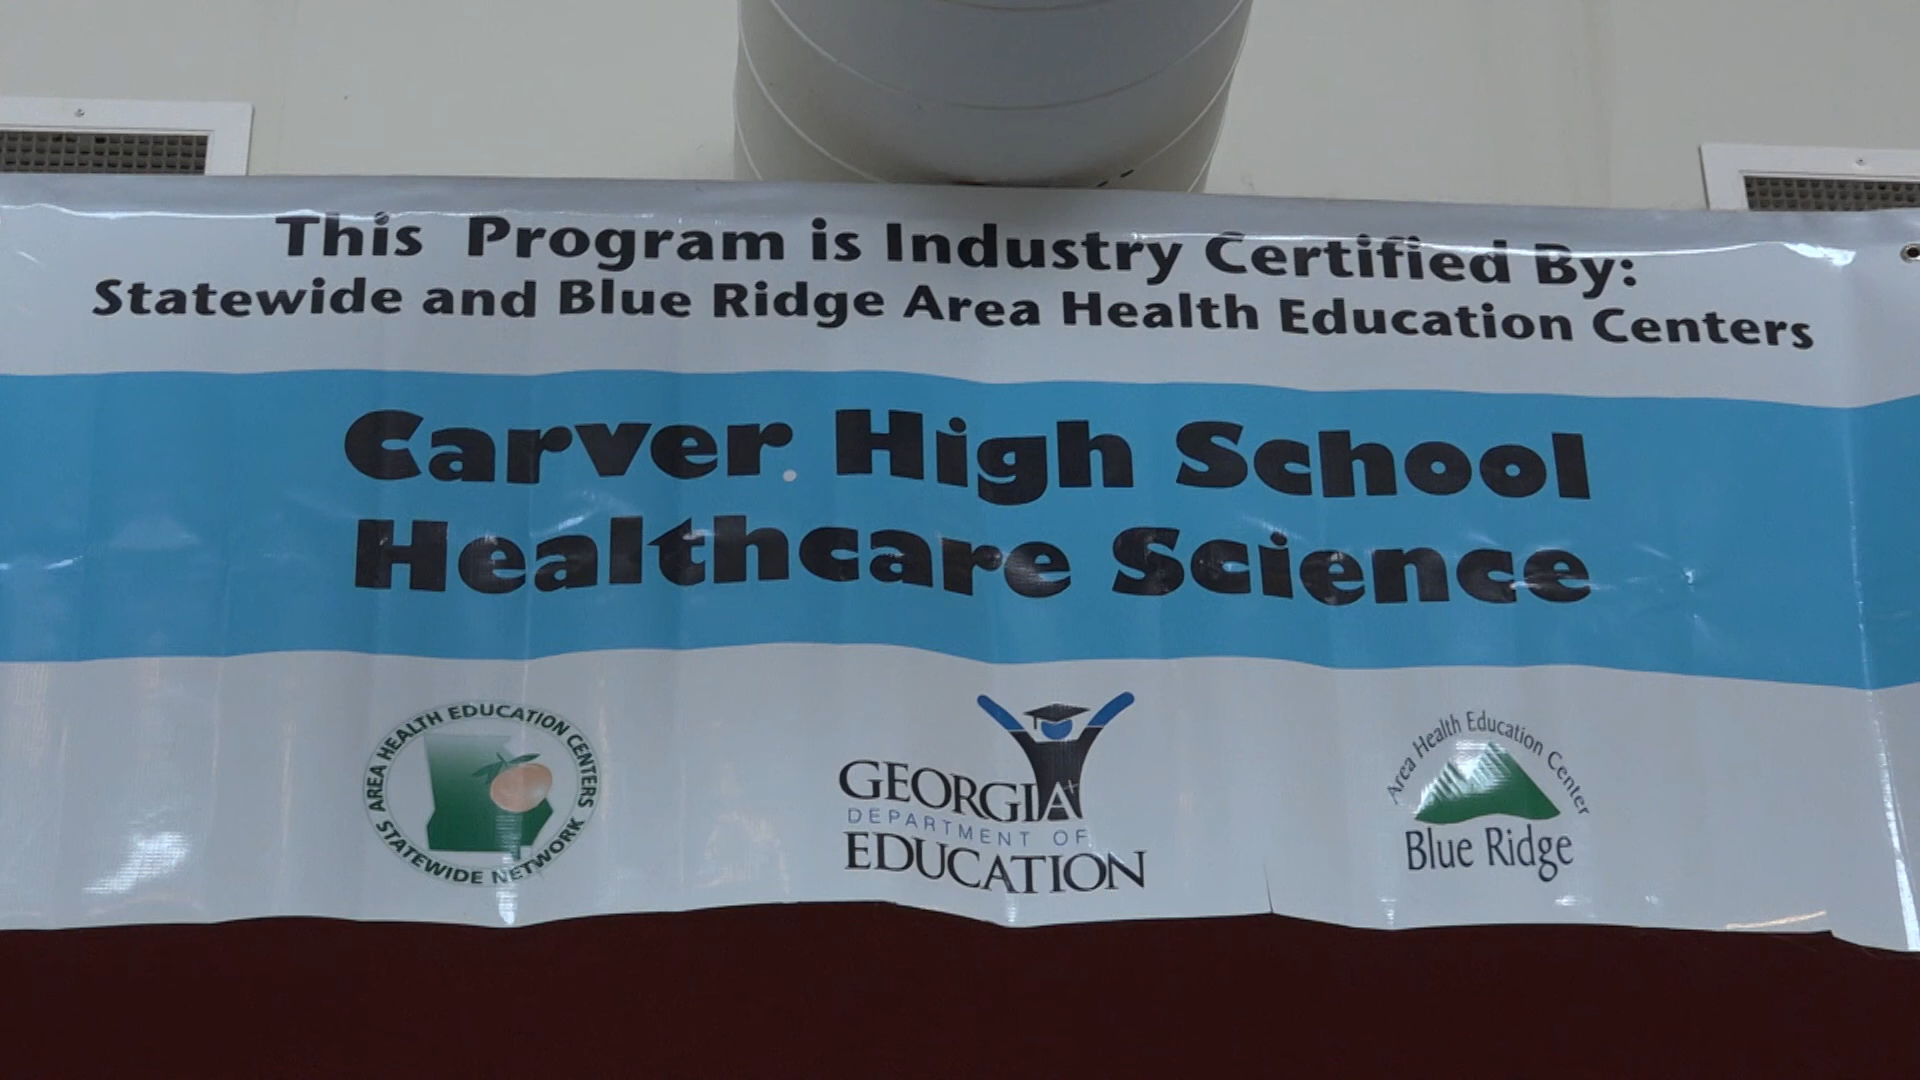 This Program is Industry Certified By:
Statewide and Blue Ridge Area Health Education Centers
Carver High School
Healthcare Science
AREA HEALTH EDUCATION CENTERS
STATEWIDE NETWORK
GEORGIA
DEPARTMENT OF
EDUCATION
A+
Area Health Education Center
Blue Ridge